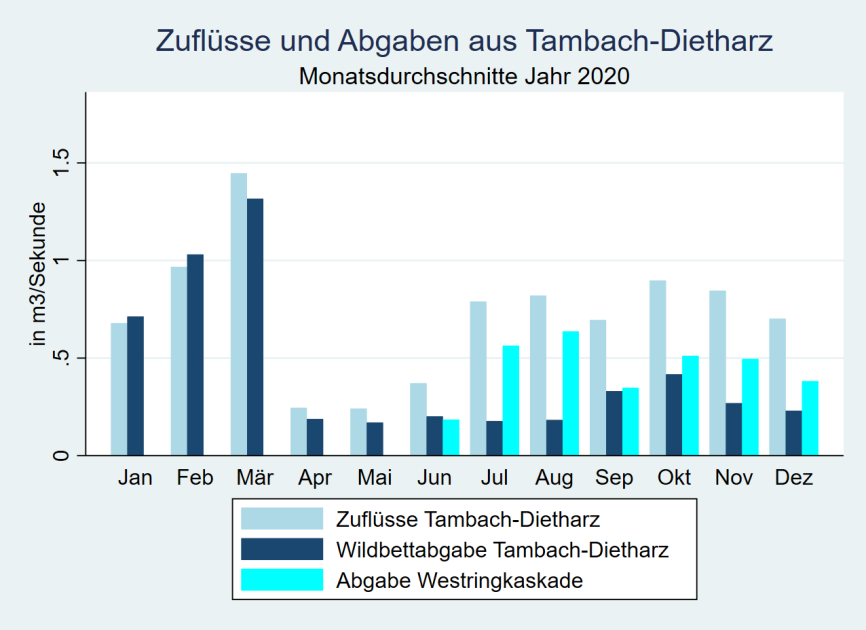 Zuflüsse und Abgaben aus Tambach-Dietharz
Monatsdurchschnitte Jahr 2020
in m3/Sekunde
1.5
1
.5
0
Jan Feb Mär Apr Mai Jun Jul Aug Sep Okt Nov Dez
Zuflüsse Tambach-Dietharz
Wildbettabgabe Tambach-Dietharz
Abgabe Westringkaskade